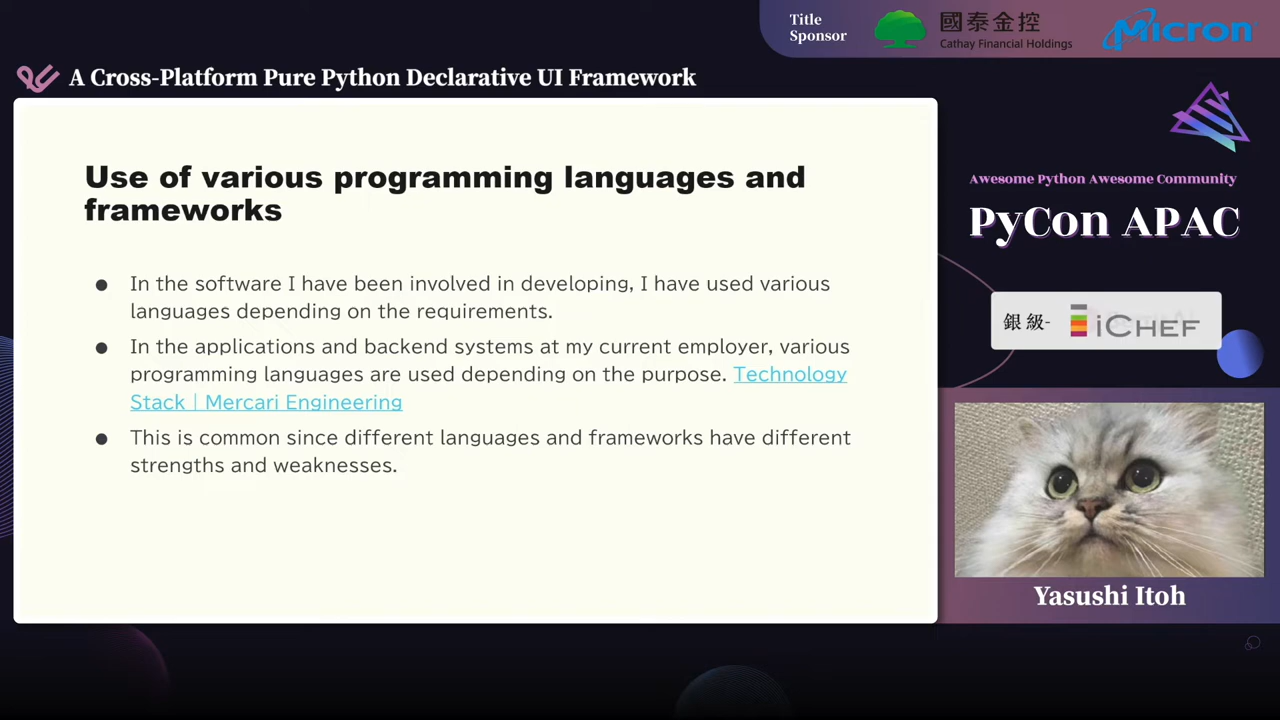 Title
Sponsor
國泰金控
Cathay Financial Holdings
Micron
A Cross-Platform Pure Python Declarative UI Framework
Use of various programming languages and
frameworks
● In the software I have been involved in developing, I have used various
languages depending on the requirements.
● In the applications and backend systems at my current employer, various
programming languages are used depending on the purpose. Technology
Stack | Mercari Engineering
● This is common since different languages and frameworks have different
strengths and weaknesses.
Awesome Python Awesome Community
PyCon APAC
銀級- iCHEF
Yasushi Itoh